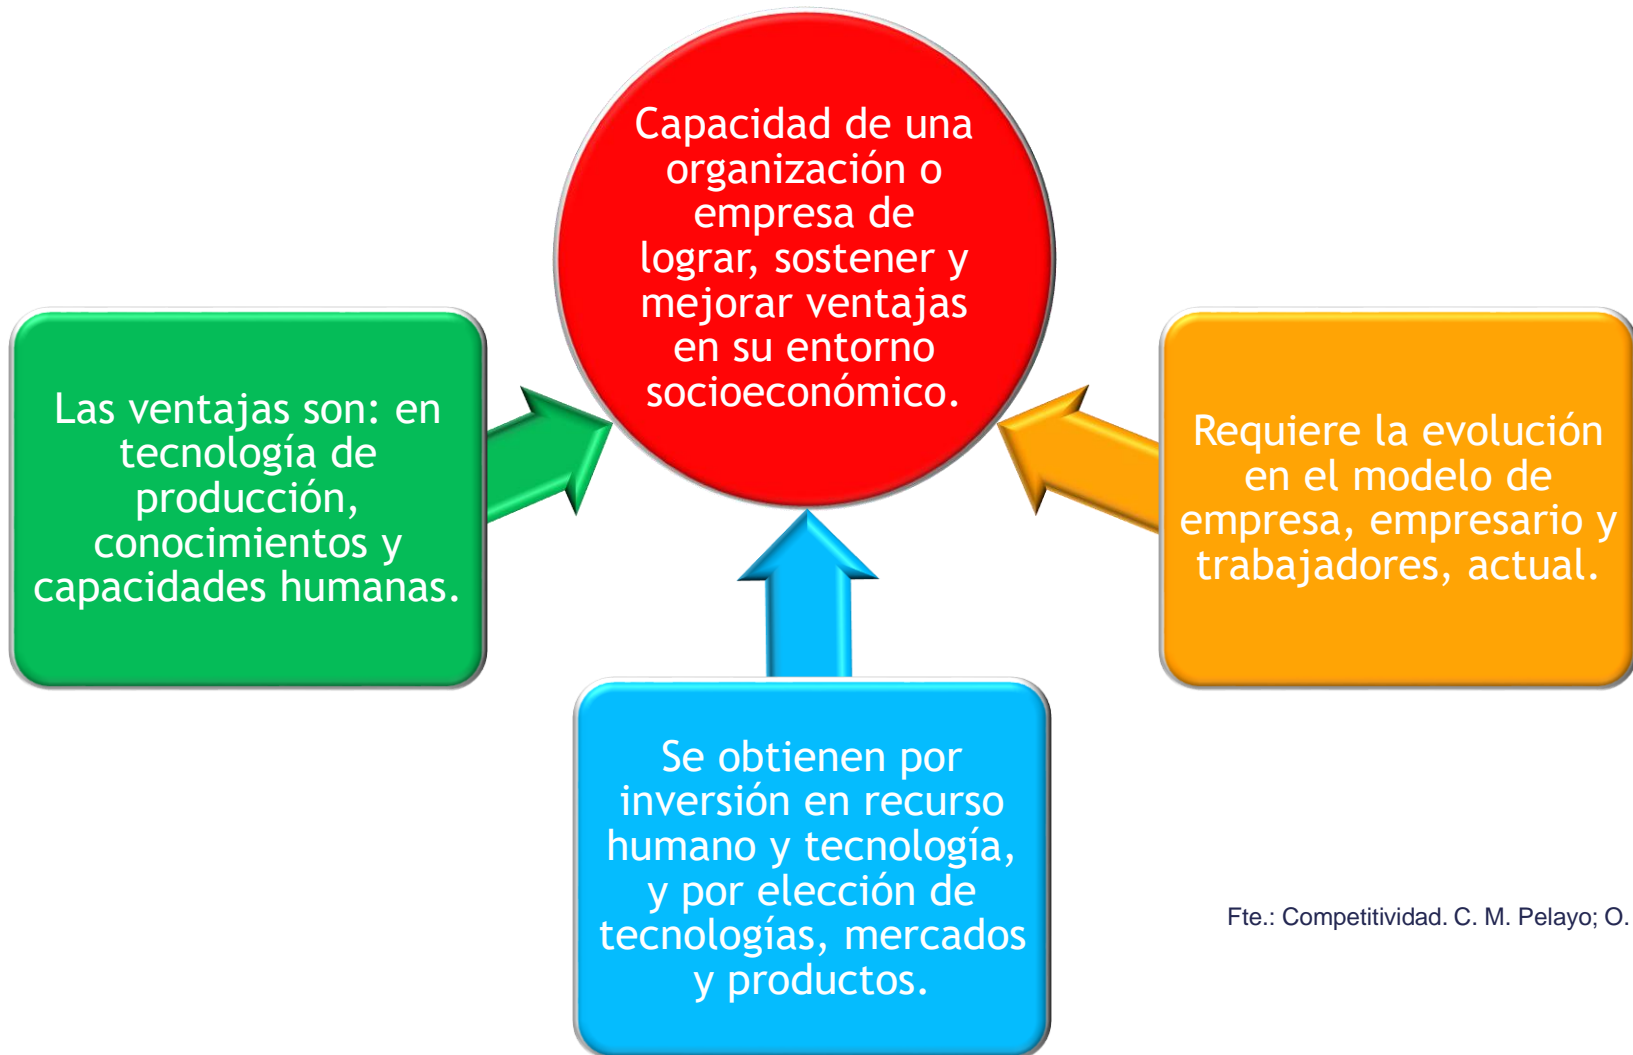 Capacidad de una
organización o
empresa de
lograr, sostener y
mejorar ventajas
en su entorno
socioeconómico.
Las ventajas son: en
tecnología de
producción,
conocimientos y
capacidades humanas.
Se obtienen por
inversión en recurso
humano y tecnología,
y por elección de
tecnologías, mercados
y productos.
Requiere la evolución
en el modelo de
empresa, empresario y
trabajadores, actual.
Fte.: Competitividad. C. M. Pelayo; O.